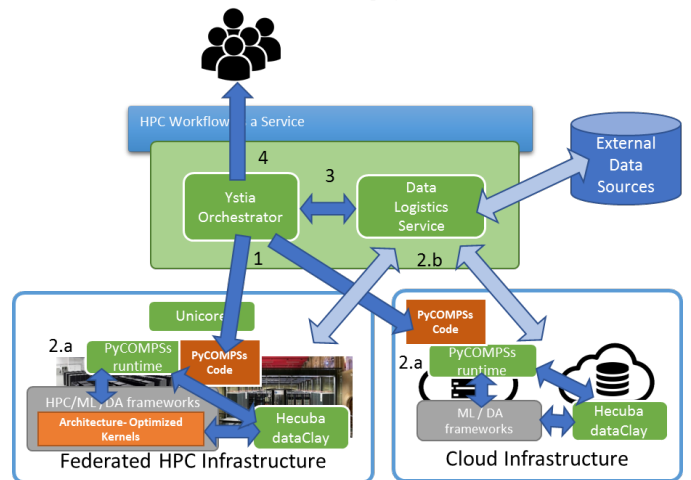 HPC Workflow
a Service
4
3
Ystia
Orchestrator
Data
Logistics
Service
External
Data
Sources
1
2.b
Unicore
PyCOMPSs
Code
2.a
PyCOMPSs
runtime
PyCOMPSs
Code
HPC/ML/DA frameworks
Architecture- Optimized
Kernels
Hecuba
dataClay
Federated HPC Infrastructure
2.a
PyCOMPSs
runtime
ML / DA
frameworks
Hecuba
dataClay
Cloud Infrastructure